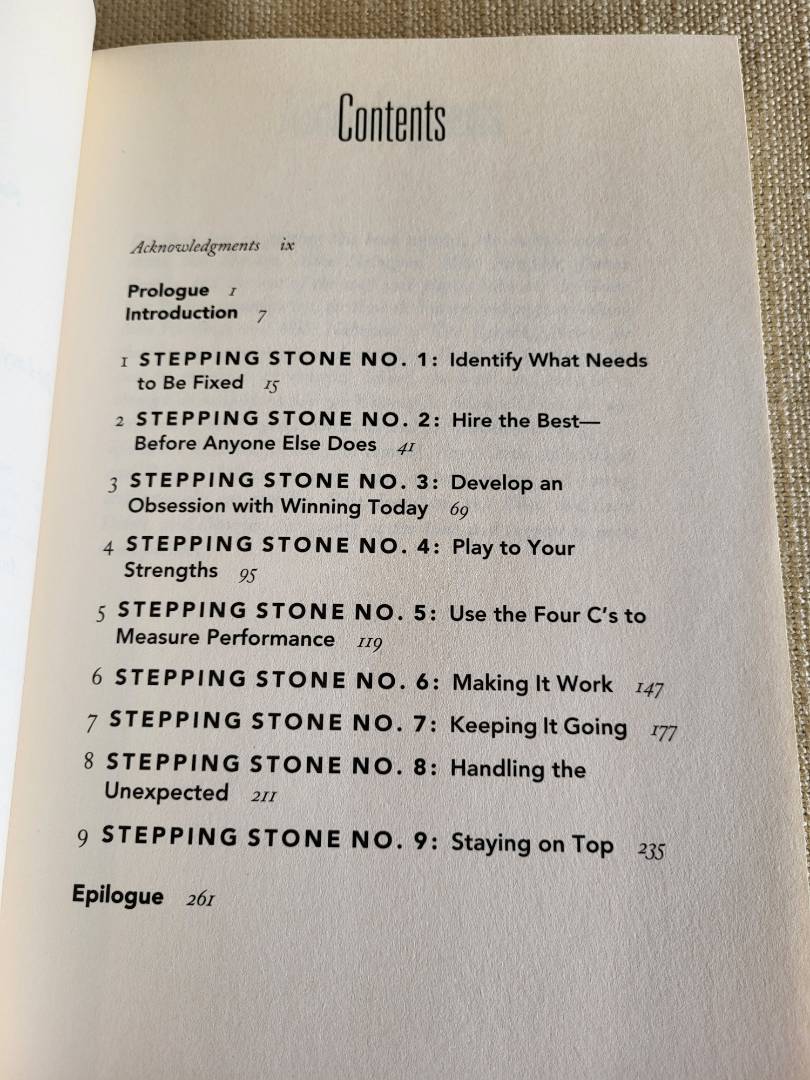 Contents
Acknowledgments ix
Prologue 1
Introduction 7
1 STEPPING STONE NO. 1: Identify What Needs
to Be Fixed 15
2 STEPPING STONE NO. 2: Hire the Best—
Before Anyone Else Does 41
3 STEPPING STONE NO. 3: Develop an
Obsession with Winning Today 69
4 STEPPING STONE NO. 4: Play to Your
Strengths 95
5 STEPPING STONE NO. 5: Use the Four C's to
Measure Performance 119
6 STEPPING STONE NO. 6: Making It Work 147
7 STEPPING STONE NO. 7: Keeping It Going 177
8 STEPPING STONE NO. 8: Handling the
Unexpected 211
9 STEPPING STONE NO. 9: Staying on Top 235
Epilogue 261